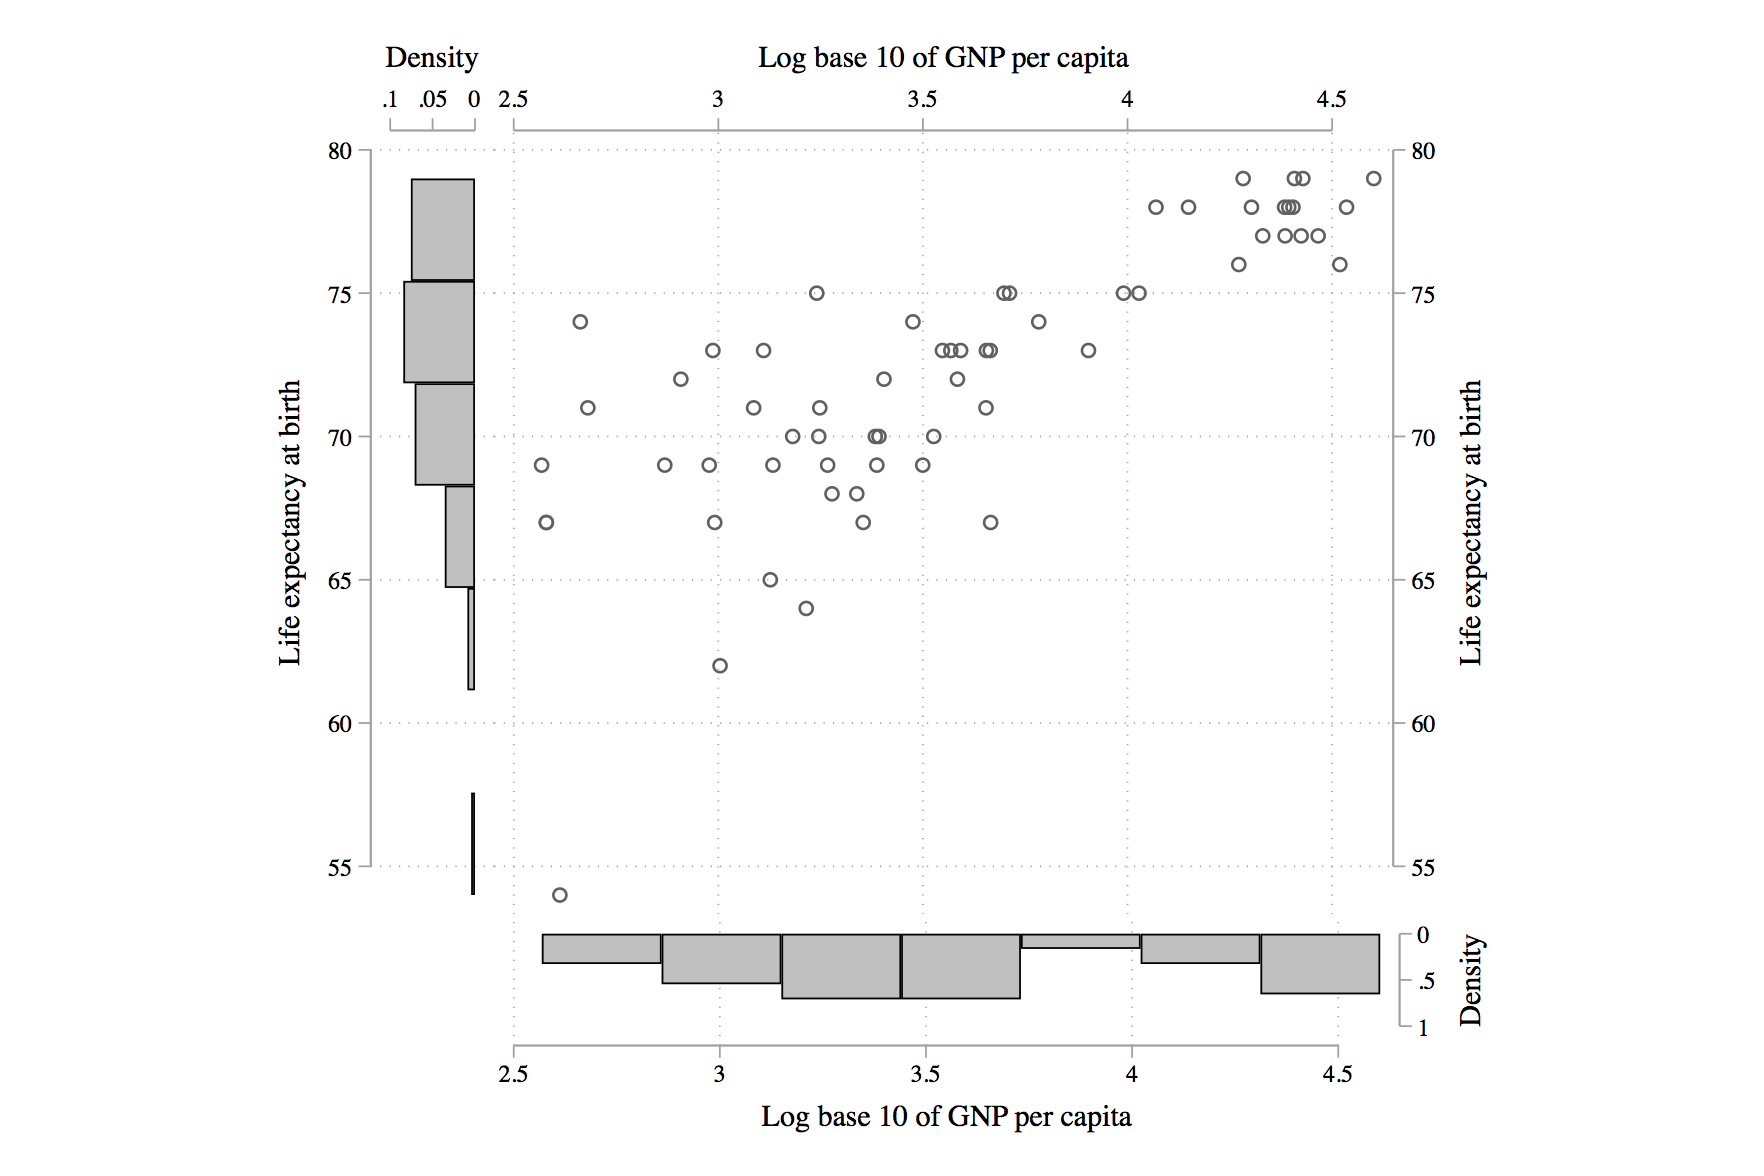 Density
Log base 10 of GNP per capita
.1 .05 0
2.5 3 3.5 4 4.5
80
75
70
65
60
55
Life expectancy at birth
80
75
70
65
60
55
Life expectancy at birth
0
.5
1
Density
2.5 3 3.5 4 4.5
Log base 10 of GNP per capita